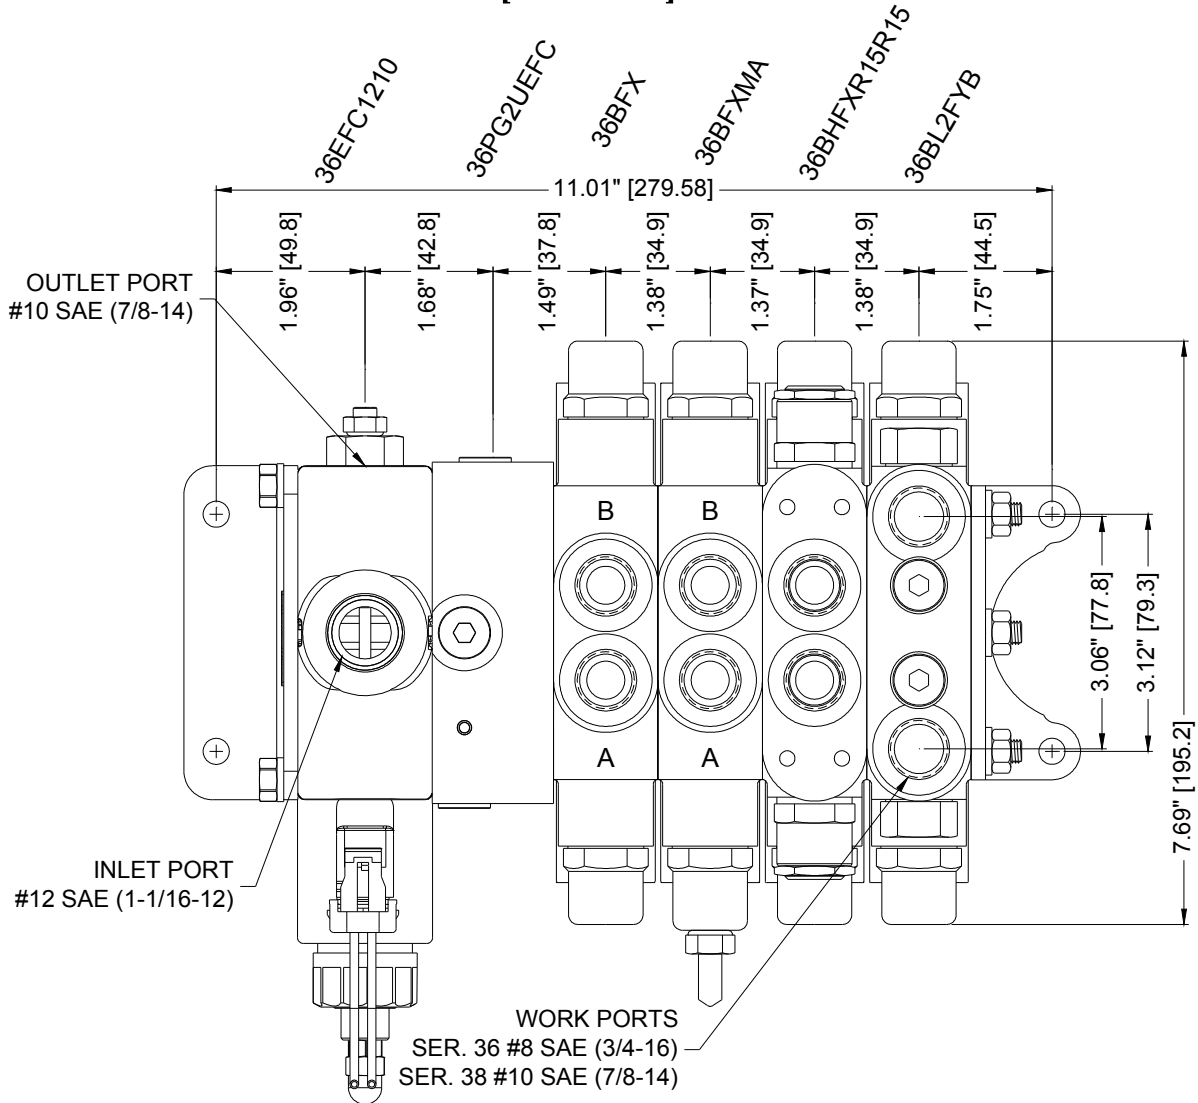 36EFC1210
36PG2UEFC
36BFX
36BFXMA
36BHFXR15R15
36BL2FYB
11.01" [279.58]
1.96" [49.8]
1.68" [42.8]
1.49" [37.8]
1.38" [34.9]
1.37" [34.9]
1.38" [34.9]
1.75" [44.5]
OUTLET PORT
#10 SAE (7/8-14)
B
B
A
A
3.06" [77.8]
3.12" [79.3]
7.69" [195.2]
INLET PORT
#12 SAE (1-1/16-12)
WORK PORTS
SER. 36 #8 SAE (3/4-16)
SER. 38 #10 SAE (7/8-14)